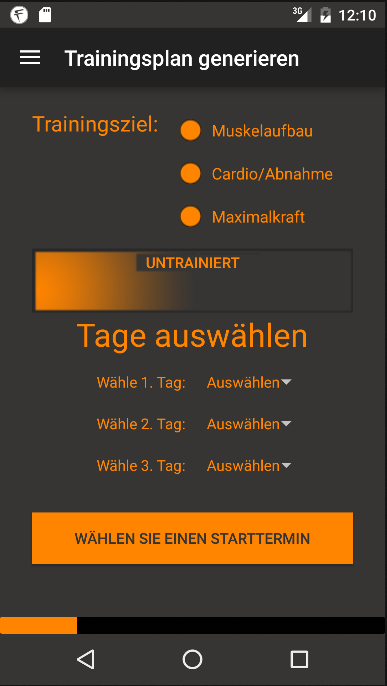 3G 12:10
Trainingsplan generieren
Trainingsziel:
Muskelaufbau
Cardio/Abnahme
Maximalkraft
UNTRAINIERT
Tage auswählen
Wähle 1. Tag: Auswählen
Wähle 2. Tag: Auswählen
Wähle 3. Tag: Auswählen
WÄHLEN SIE EINEN STARTTERMIN